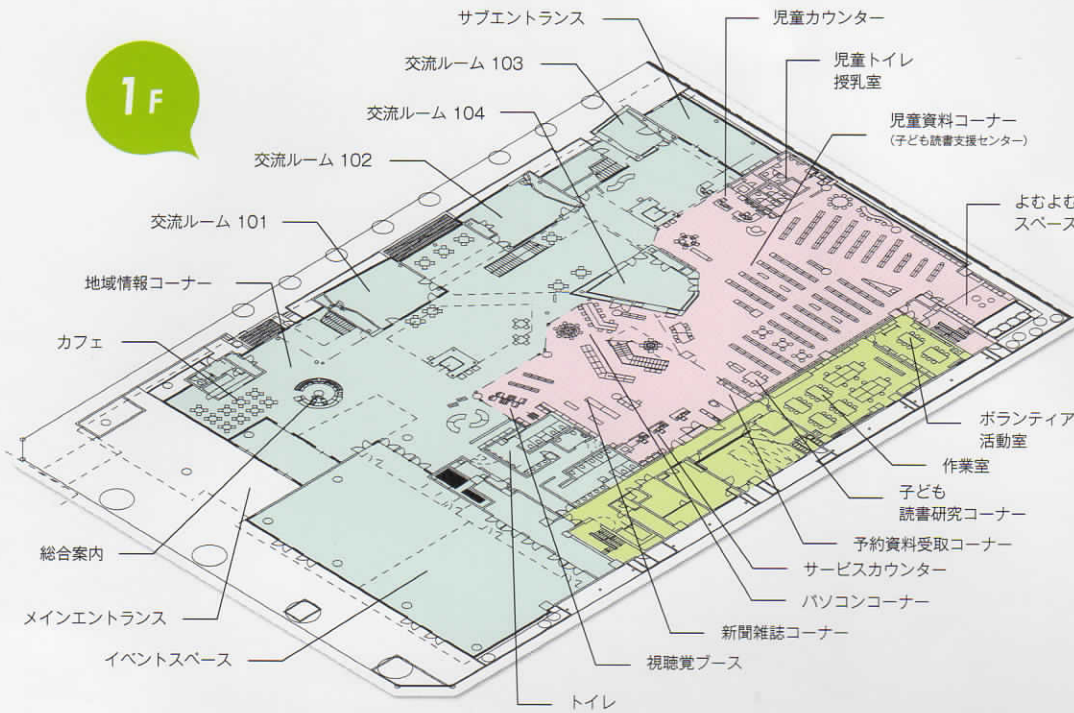 1F
サブエントランス
児童カウンター
交流ルーム 103
児童トイレ
授乳室
交流ルーム 104
児童資料コーナー
(子ども読書支援センター)
交流ルーム 102
よむよむ
スペース
交流ルーム 101
地域情報コーナー
カフェ
ボランティア
活動室
作業室
子ども
読書研究コーナー
総合案内
予約資料受取コーナー
サービスカウンター
メインエントランス
パソコンコーナー
新聞雑誌コーナー
イベントスペース
視聴覚ブース
トイレ